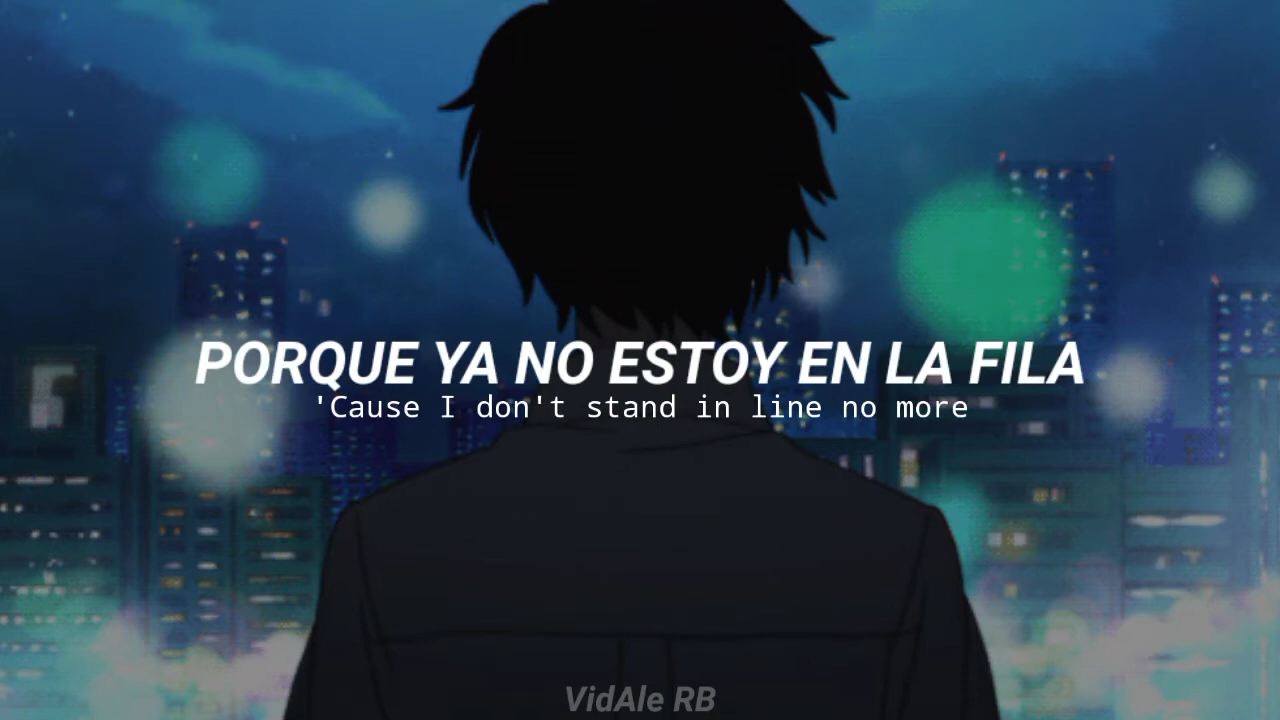 PORQUE YA NO ESTOY EN LA FILA
'Cause I don't stand in line no more
VidAle RB